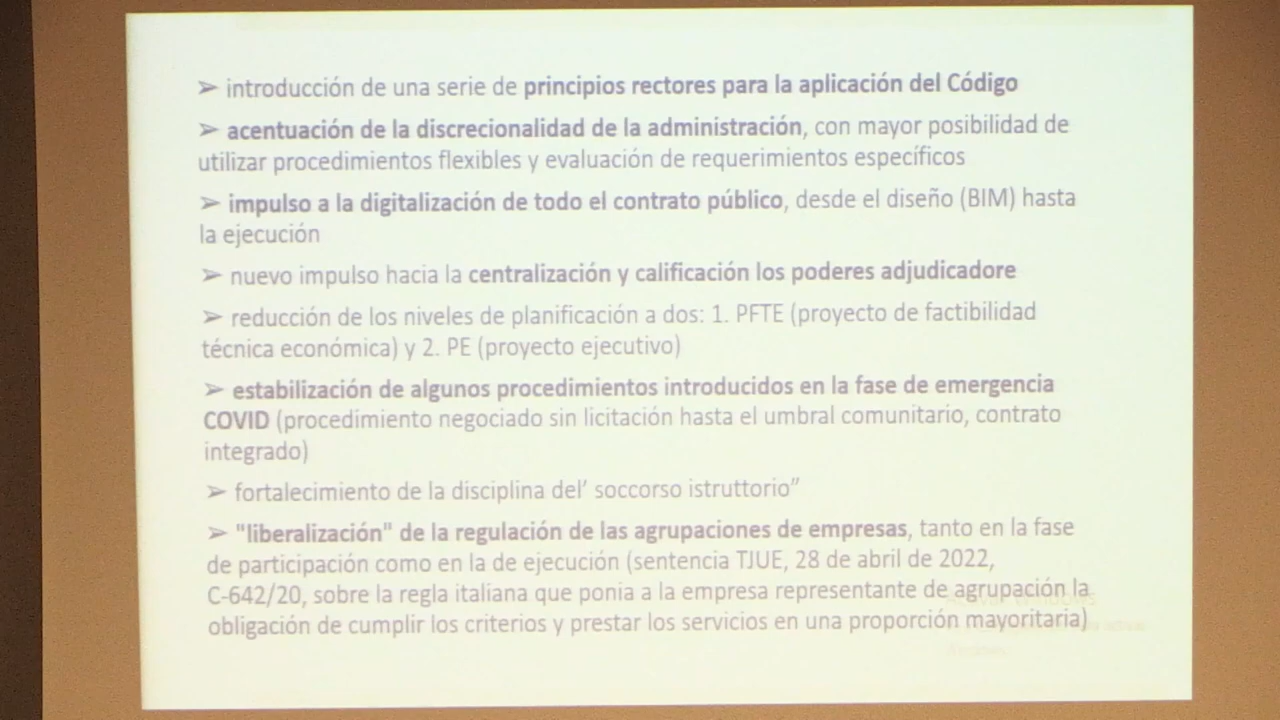 ➢ introducción de una serie de principios rectores para la aplicación del Código
➢ acentuación de la discrecionalidad de la administración, con mayor posibilidad de
utilizar procedimientos flexibles y evaluación de requerimientos específicos
➢ impulso a la digitalización de todo el contrato público, desde el diseño (BIM) hasta
la ejecución
➢ nuevo impulso hacia la centralización y calificación los poderes adjudicadore
➢ reducción de los niveles de planificación a dos: 1. PFTE (proyecto de factibilidad
técnica económica) y 2. PE (proyecto ejecutivo)
➢ estabilización de algunos procedimientos introducidos en la fase de emergencia
COVID (procedimiento negociado sin licitación hasta el umbral comunitario, contrato
integrado)
➢ fortalecimiento de la disciplina del' soccorso istruttorio"
➢ "liberalización" de la regulación de las agrupaciones de empresas, tanto en la fase
de participación como en la de ejecución (sentencia TJUE, 28 de abril de 2022,
C-642/20, sobre la regla italiana que ponia a la empresa representante de agrupación la
obligación de cumplir los criterios y prestar los servicios en una proporción mayoritaria)